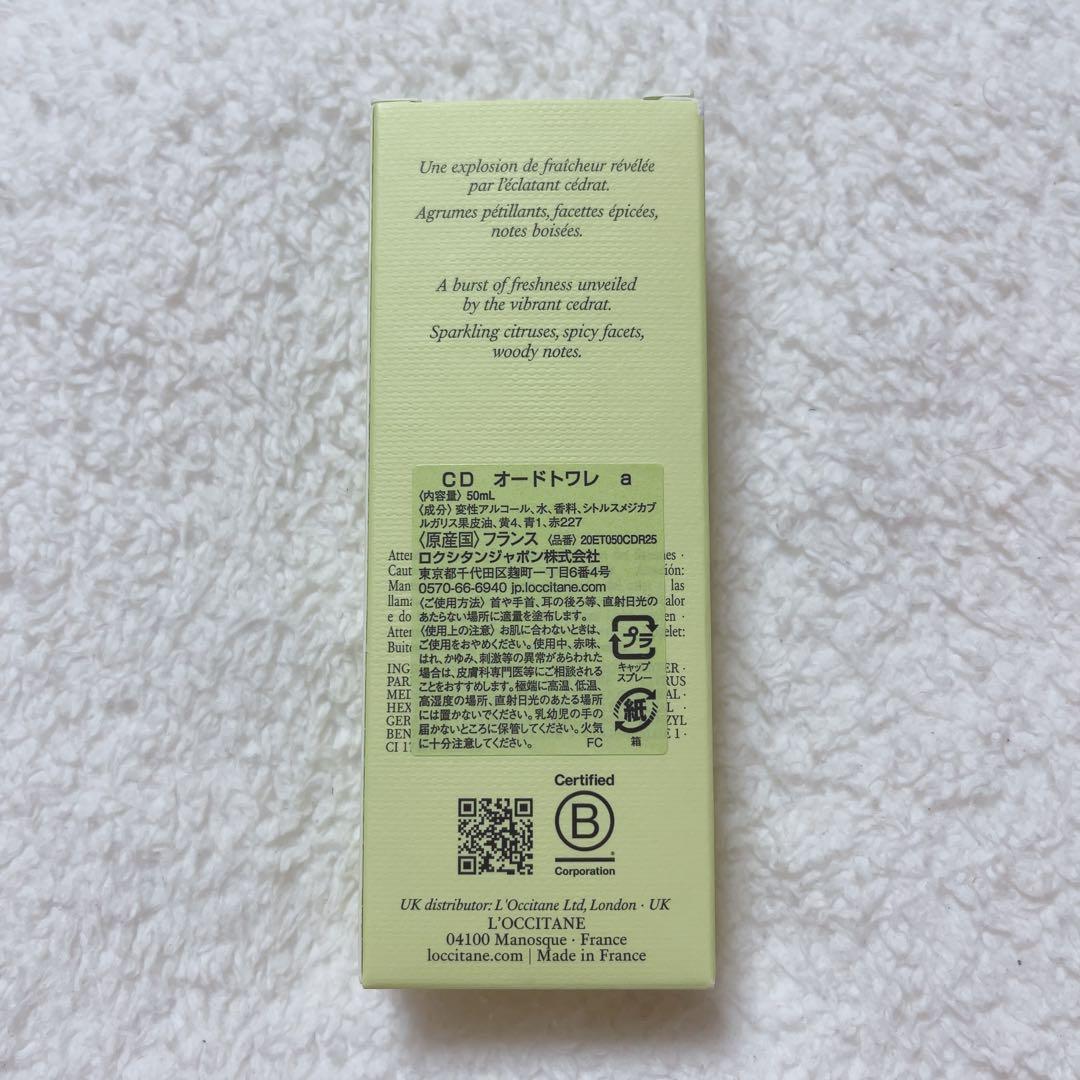 Une explosion de fraîcheur révélée
par l'éclatant cédrat.
Agrumes pétillants, facettes épicées,
notes boisées.
A burst of freshness unveiled
by the vibrant cedrat.
Sparkling citruses, spicy facets,
woody notes.
CD オードトワレ a
〈内容量〉50mL
〈成分〉変性アルコール、水、香料、シトルスメジカブ
ルガリス果皮油、黄4、青1、赤227
〈原産国〉フランス 〈品番〉20ET050CDR25
ロクシタンジャポン株式会社
東京都千代田区麹町一丁目6番4号
0570-66-6940 jp.loccitane.com
〈ご使用方法〉首や手首、耳の後ろ等、直射日光の
あたらない場所に適量を塗布します。
〈使用上の注意〉お肌に合わないときは、
ご使用をおやめください。使用中、赤味、
はれ、かゆみ、刺激等の異常があらわれた
場合は、皮膚科専門医等にご相談される
ことをおすすめします。極端に高温、低温、
高湿度の場所、直射日光のあたる場所
には置かないでください。乳幼児の手の
届かないところに保管してください。火気
に十分注意してください。 FC
プラ
キャップ
スプレー
紙
箱
Certified
B
Corporation
UK distributor: L'Occitane Ltd, London · UK
L'OCCITANE
04100 Manosque · France
loccitane.com | Made in France